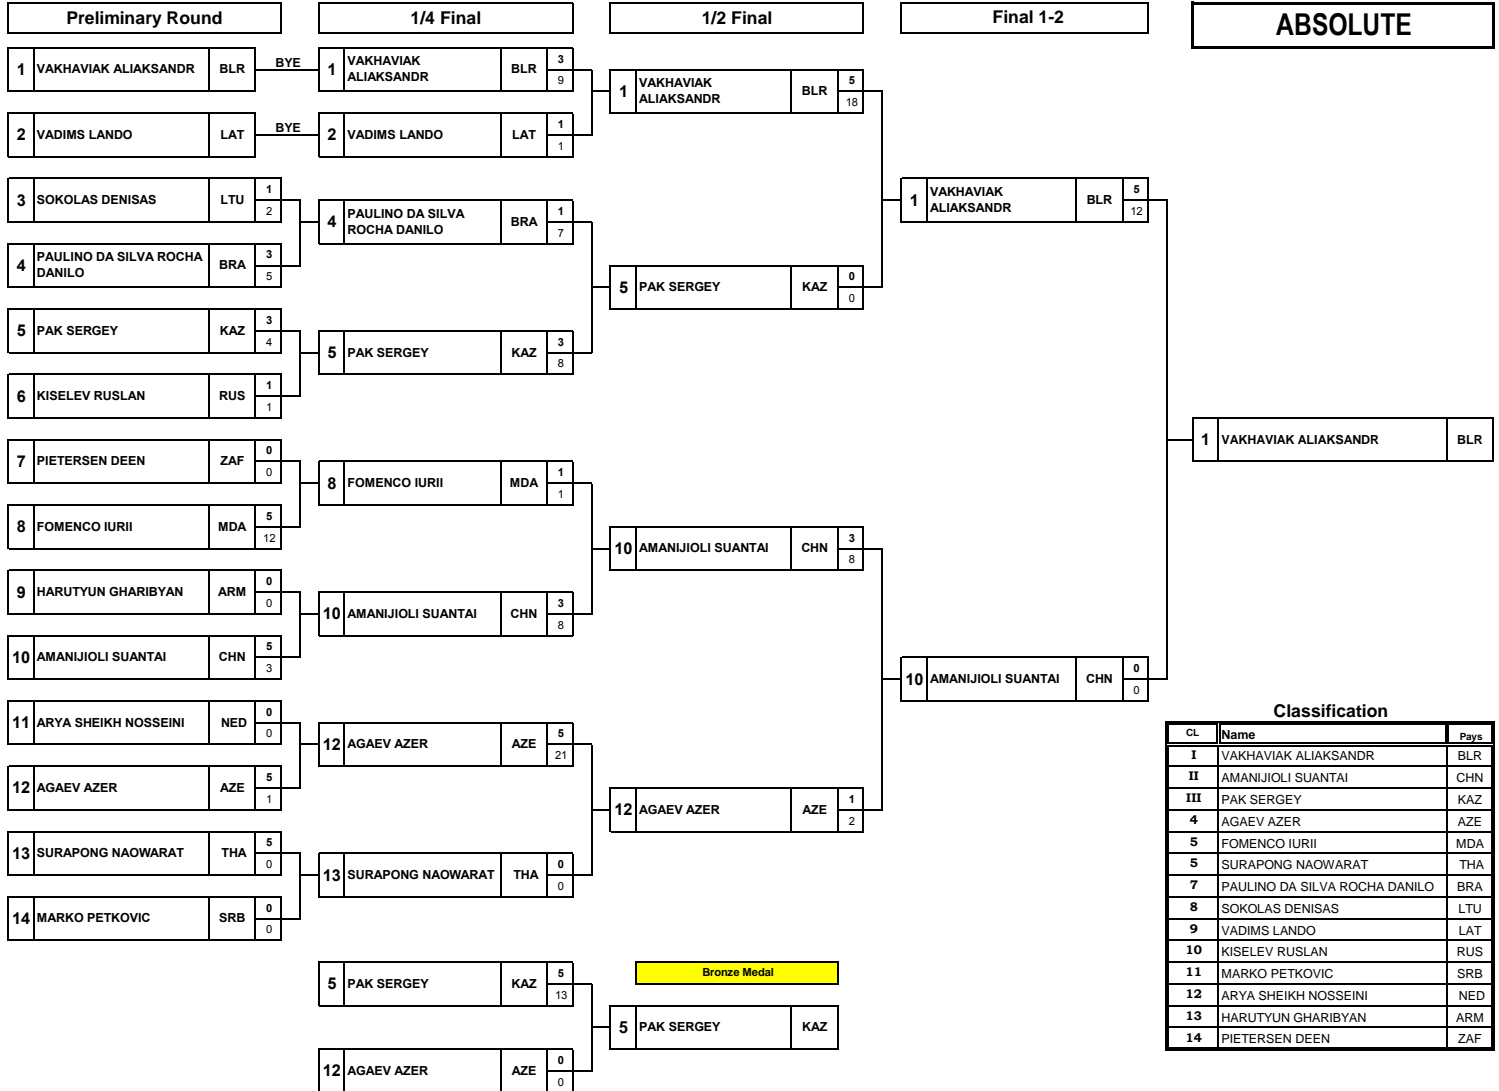 Preliminary Round
1/4 Final
1/2 Final
Final 1-2
ABSOLUTE
1 VAKHAVIAK ALIAKSANDR BLR
BYE
2 VADIMS LANDO LAT
BYE
3 SOKOLAS DENISAS LTU 1
2
4 PAULINO DA SILVA ROCHA
DANILO BRA 3
5
5 PAK SERGEY KAZ 3
4
6 KISELEV RUSLAN RUS 1
1
7 PIETERSEN DEEN ZAF 0
0
8 FOMENCO IURII MDA 5
12
9 HARUTYUN GHARIBYAN ARM 0
0
10 AMANIJIOLI SUANTAI CHN 5
3
11 ARYA SHEIKH NOSSEINI NED 0
0
12 AGAEV AZER AZE 5
1
13 SURAPONG NAOWARAT THA 5
0
14 MARKO PETKOVIC SRB 0
0
1 VAKHAVIAK
ALIAKSANDR BLR 3
9
2 VADIMS LANDO LAT 1
1
4 PAULINO DA SILVA
ROCHA DANILO BRA 1
7
5 PAK SERGEY KAZ 3
8
8 FOMENCO IURII MDA 1
1
10 AMANIJIOLI SUANTAI CHN 3
8
12 AGAEV AZER AZE 5
21
13 SURAPONG NAOWARAT THA 0
0
5 PAK SERGEY KAZ 5
13
12 AGAEV AZER AZE 0
0
1 VAKHAVIAK
ALIAKSANDR BLR 5
18
5 PAK SERGEY KAZ 0
0
10 AMANIJIOLI SUANTAI CHN 3
8
12 AGAEV AZER AZE 1
2
Bronze Medal
5 PAK SERGEY KAZ
1 VAKHAVIAK
ALIAKSANDR BLR 5
12
10 AMANIJIOLI SUANTAI CHN 0
0
1 VAKHAVIAK ALIAKSANDR BLR
Classification
CL Name Pays
I VAKHAVIAK ALIAKSANDR BLR
II AMANIJIOLI SUANTAI CHN
III PAK SERGEY KAZ
4 AGAEV AZER AZE
5 FOMENCO IURII MDA
5 SURAPONG NAOWARAT THA
7 PAULINO DA SILVA ROCHA DANILO BRA
8 SOKOLAS DENISAS LTU
9 VADIMS LANDO LAT
10 KISELEV RUSLAN RUS
11 MARKO PETKOVIC SRB
12 ARYA SHEIKH NOSSEINI NED
13 HARUTYUN GHARIBYAN ARM
14 PIETERSEN DEEN ZAF